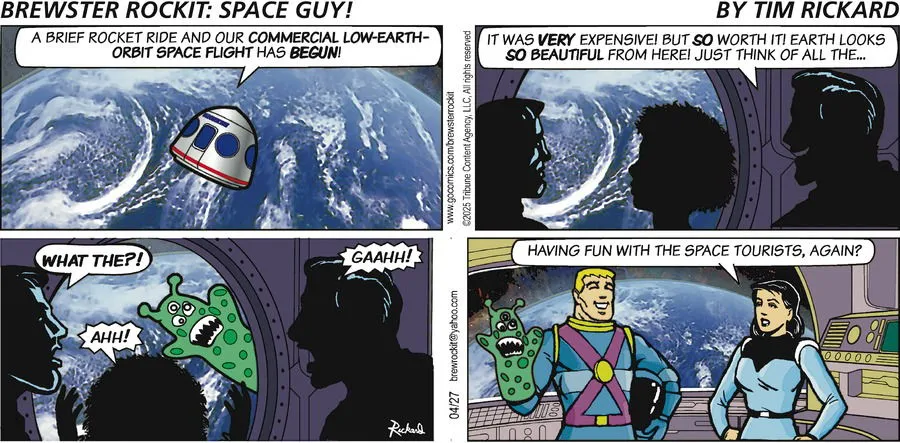 BREWSTER ROCKIT: SPACE GUY!
BY TIM RICKARD
A BRIEF ROCKET RIDE AND OUR COMMERCIAL LOW-EARTH-
ORBIT SPACE FLIGHT HAS BEGUN!
www.gocomics.com/brewsterrockit
©2025 Tribune Content Agency, LLC, All rights reserved
IT WAS VERY EXPENSIVE! BUT SO WORTH IT! EARTH LOOKS
SO BEAUTIFUL FROM HERE! JUST THINK OF ALL THE...
WHAT THE?!
AHH!
GAAHH!
Rickard
04/27 brewrockit@yahoo.com
HAVING FUN WITH THE SPACE TOURISTS, AGAIN?